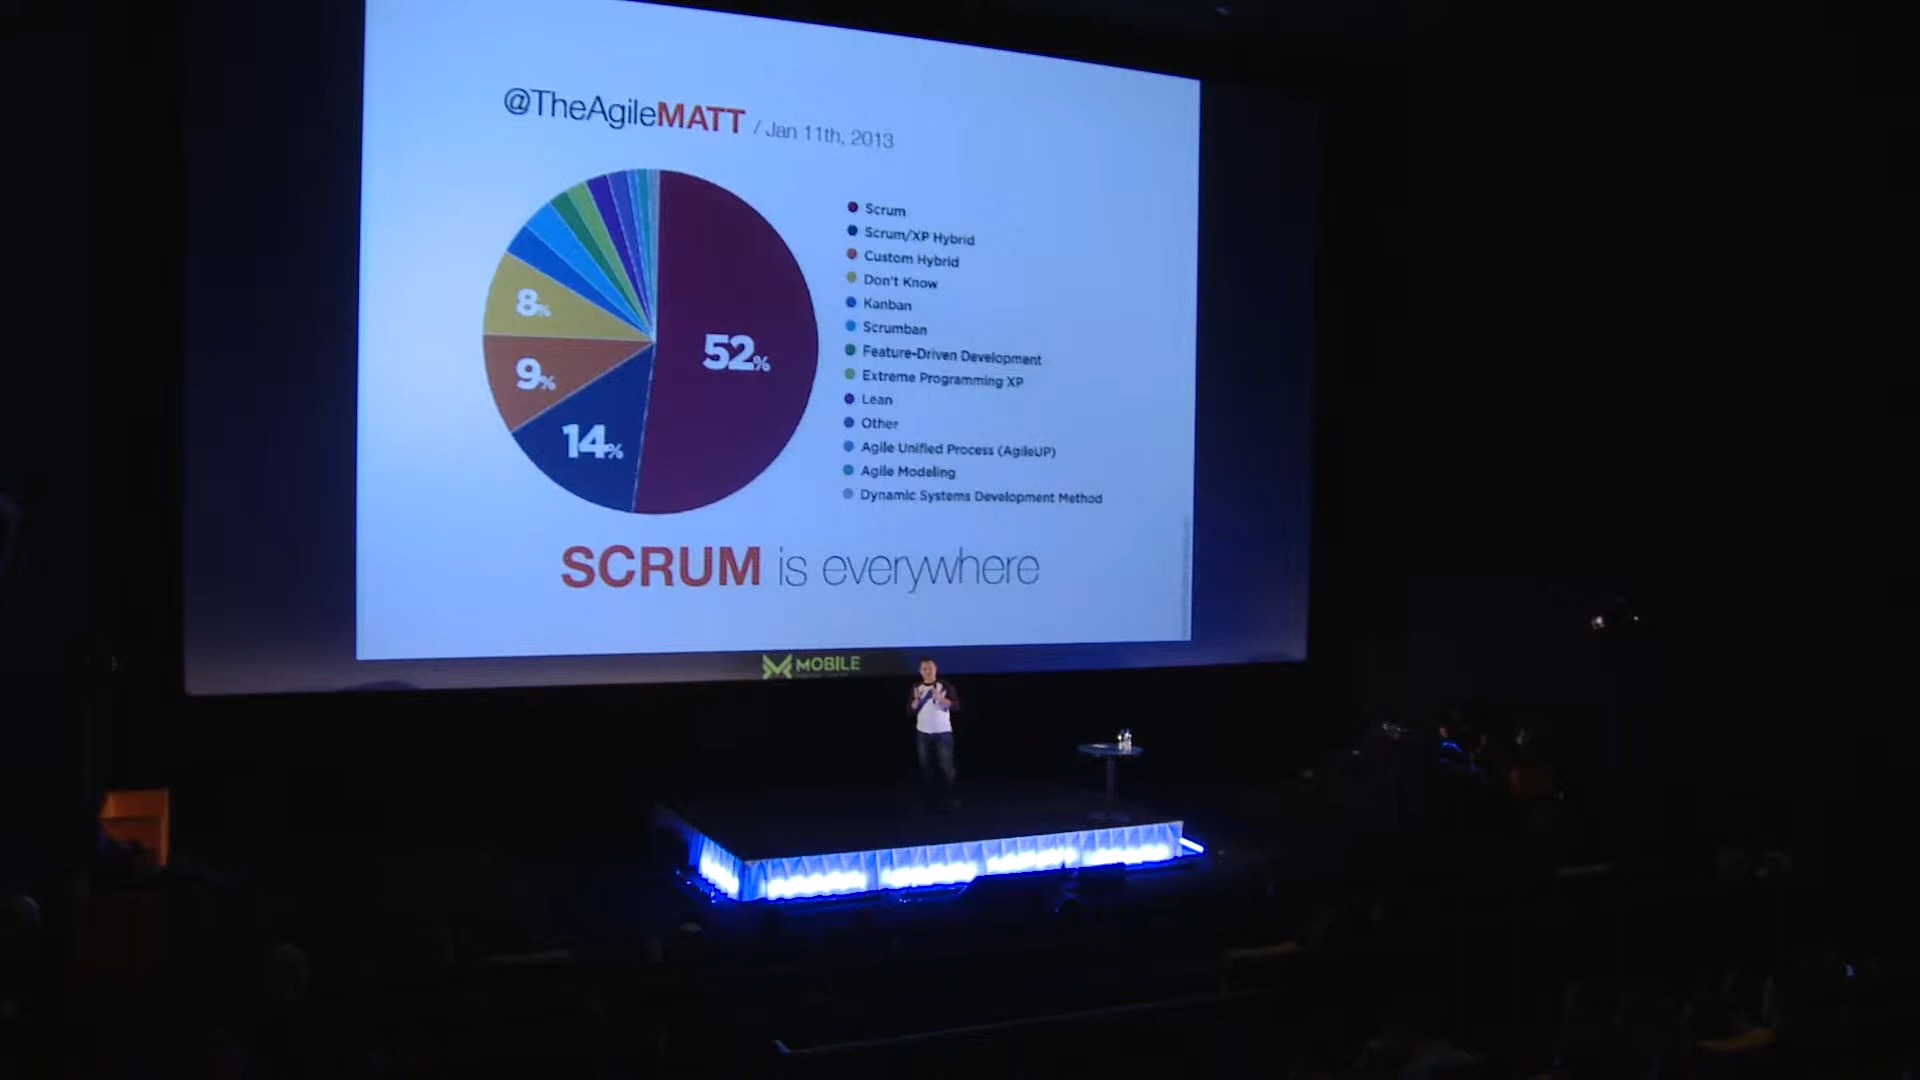 @TheAgileMATT / Jan 11th, 2013
8%
9%
14%
52%
Scrum
Scrum/XP Hybrid
Custom Hybrid
Don't Know
Kanban
Scrumban
Feature-Driven Development
Extreme Programming XP
Lean
Other
Agile Unified Process (AgileUP)
Agile Modeling
Dynamic Systems Development Method
SCRUM is everywhere
MOBILE